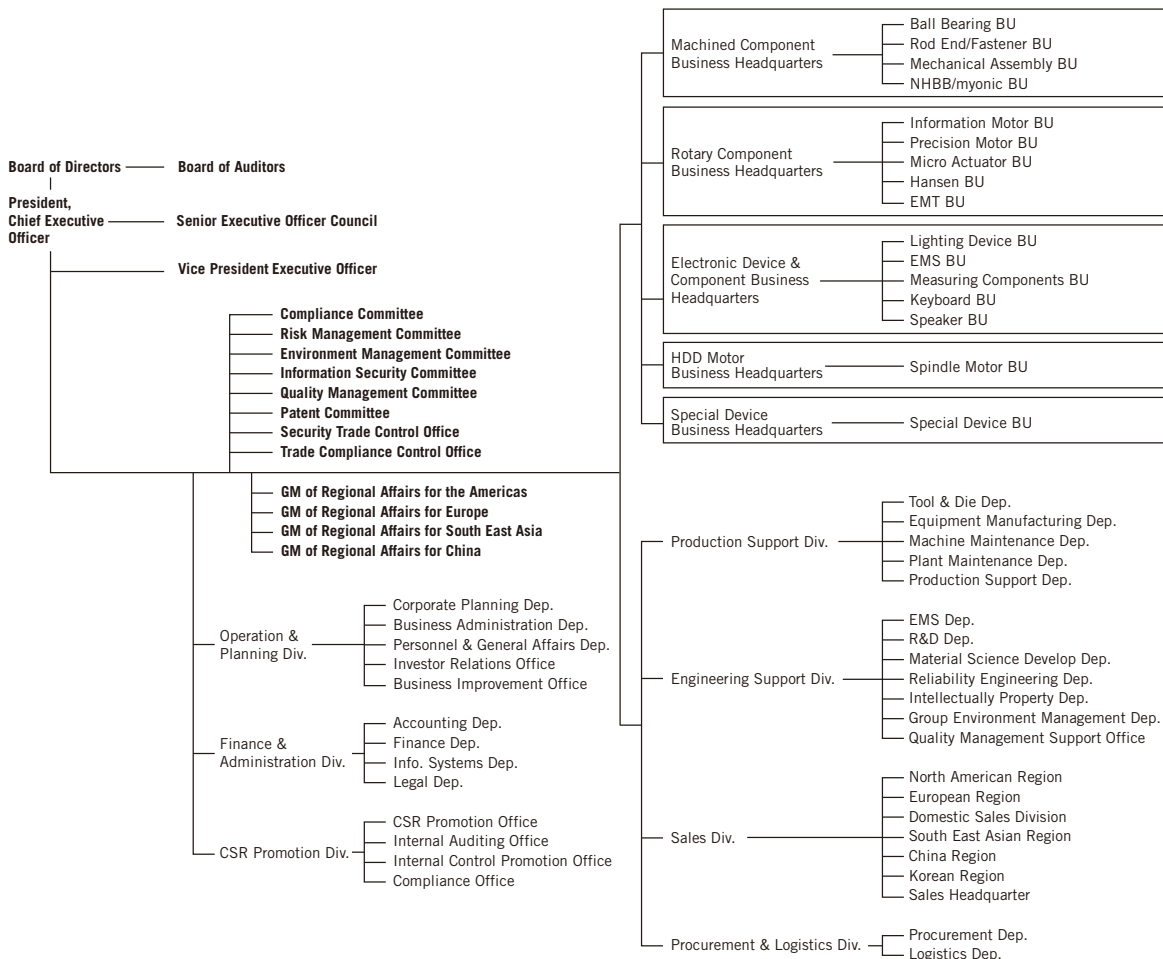 Board of Directors
Board of Auditors
President,
Chief Executive
Officer
Senior Executive Officer Council
Vice President Executive Officer
Compliance Committee
Risk Management Committee
Environment Management Committee
Information Security Committee
Quality Management Committee
Patent Committee
Security Trade Control Office
Trade Compliance Control Office
GM of Regional Affairs for the Americas
GM of Regional Affairs for Europe
GM of Regional Affairs for South East Asia
GM of Regional Affairs for China
Operation &
Planning Div.
Corporate Planning Dep.
Business Administration Dep.
Personnel & General Affairs Dep.
Investor Relations Office
Business Improvement Office
Finance &
Administration Div.
Accounting Dep.
Finance Dep.
Info. Systems Dep.
Legal Dep.
CSR Promotion Div.
CSR Promotion Office
Internal Auditing Office
Internal Control Promotion Office
Compliance Office
Machined Component
Business Headquarters
Ball Bearing BU
Rod End/Fastener BU
Mechanical Assembly BU
NHBB/myonic BU
Rotary Component
Business Headquarters
Information Motor BU
Precision Motor BU
Micro Actuator BU
Hansen BU
EMT BU
Electronic Device &
Component Business
Headquarters
Lighting Device BU
EMS BU
Measuring Components BU
Keyboard BU
Speaker BU
HDD Motor
Business Headquarters
Spindle Motor BU
Special Device
Business Headquarters
Special Device BU
Production Support Div.
Tool & Die Dep.
Equipment Manufacturing Dep.
Machine Maintenance Dep.
Plant Maintenance Dep.
Production Support Dep.
Engineering Support Div.
EMS Dep.
R&D Dep.
Material Science Develop Dep.
Reliability Engineering Dep.
Intellectually Property Dep.
Group Environment Management Dep.
Quality Management Support Office
Sales Div.
North American Region
European Region
Domestic Sales Division
South East Asian Region
China Region
Korean Region
Sales Headquarter
Procurement & Logistics Div.
Procurement Dep.
Logistics Dep.